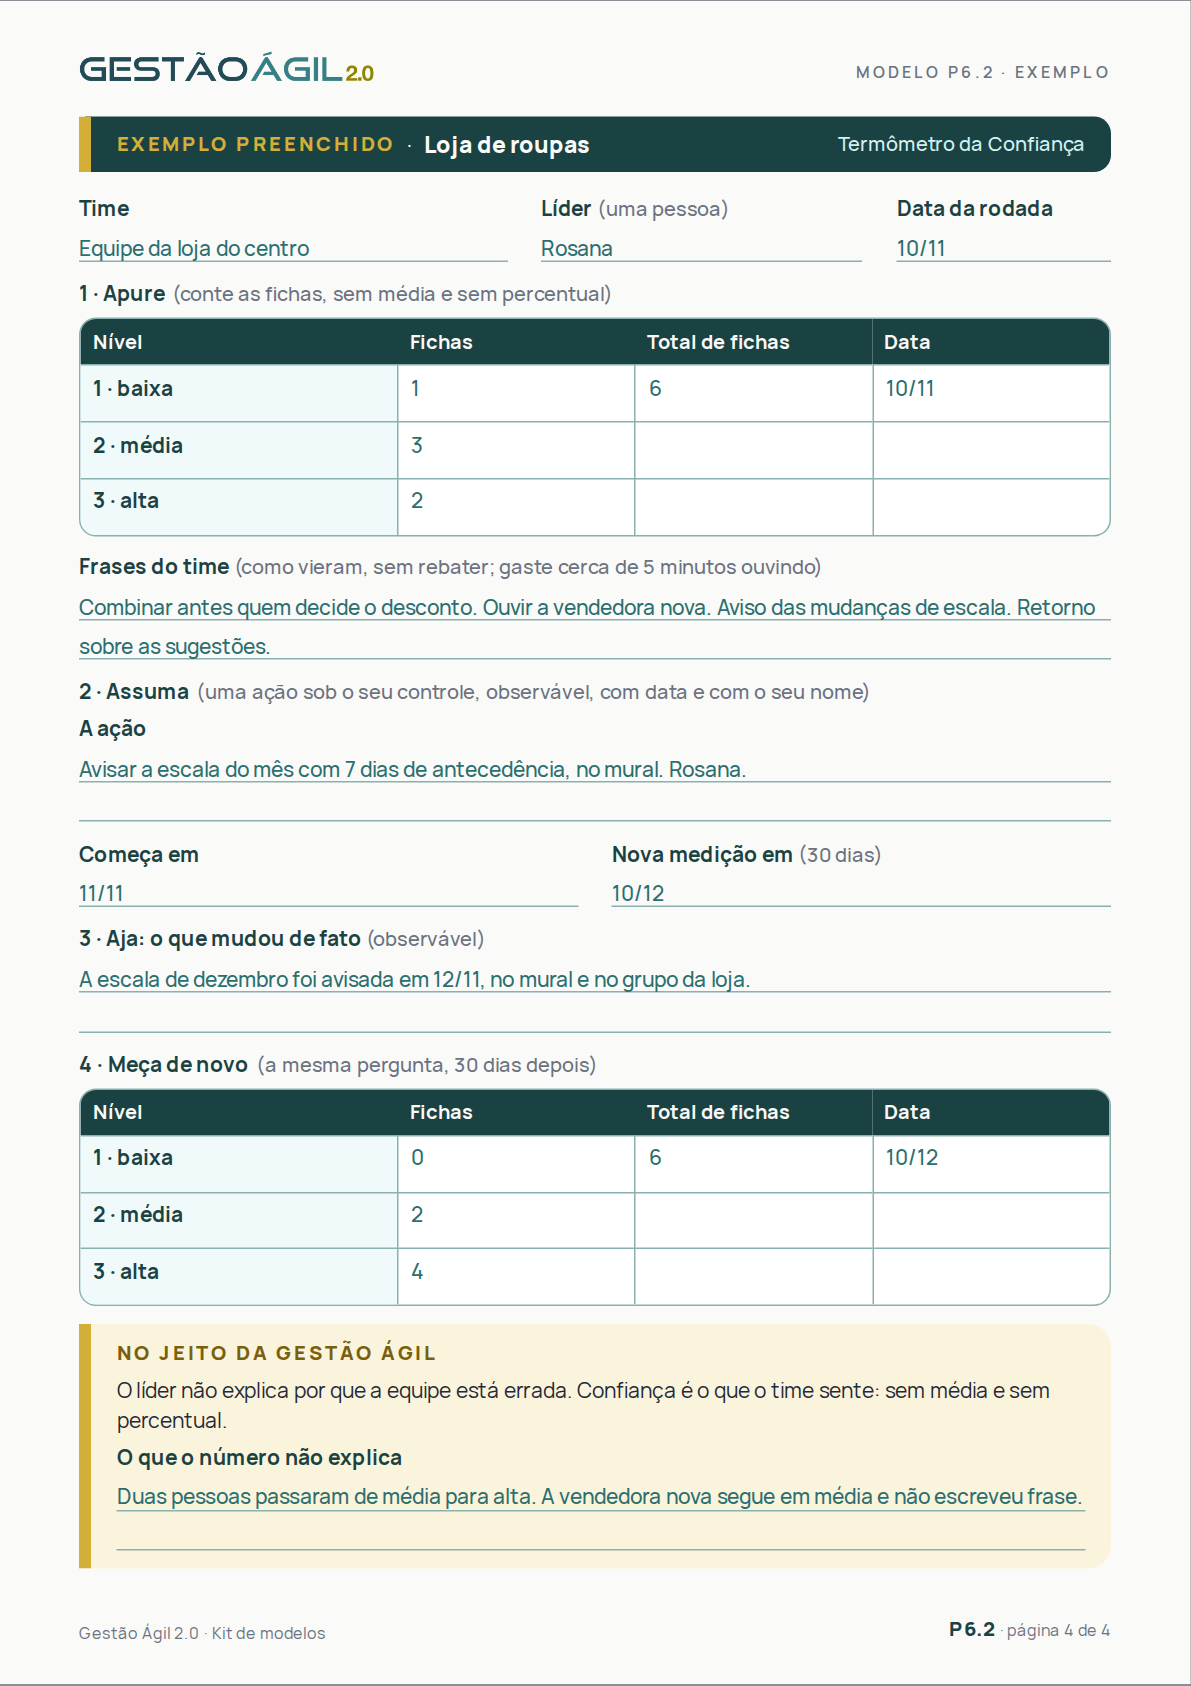 GESTÃOÁGIL2.0
MODELO P6.2 · EXEMPLO
EXEMPLO PREENCHIDO · Loja de roupas
Termômetro da Confiança
Time
Líder (uma pessoa)
Data da rodada
Equipe da loja do centro
Rosana
10/11
1 · Apure (conte as fichas, sem média e sem percentual)
Nível Fichas Total de fichas Data
1 · baixa 1 6 10/11
2 · média 3
3 · alta 2
Frases do time (como vieram, sem rebater; gaste cerca de 5 minutos ouvindo)
Combinar antes quem decide o desconto. Ouvir a vendedora nova. Aviso das mudanças de escala. Retorno
sobre as sugestões.
2 · Assuma (uma ação sob o seu controle, observável, com data e com o seu nome)
A ação
Avisar a escala do mês com 7 dias de antecedência, no mural. Rosana.
Começa em
Nova medição em (30 dias)
11/11
10/12
3 · Aja: o que mudou de fato (observável)
A escala de dezembro foi avisada em 12/11, no mural e no grupo da loja.
4 · Meça de novo (a mesma pergunta, 30 dias depois)
Nível Fichas Total de fichas Data
1 · baixa 0 6 10/12
2 · média 2
3 · alta 4
NO JEITO DA GESTÃO ÁGIL
O líder não explica por que a equipe está errada. Confiança é o que o time sente: sem média e sem
percentual.
O que o número não explica
Duas pessoas passaram de média para alta. A vendedora nova segue em média e não escreveu frase.
Gestão Ágil 2.0 · Kit de modelos
P6.2 · página 4 de 4